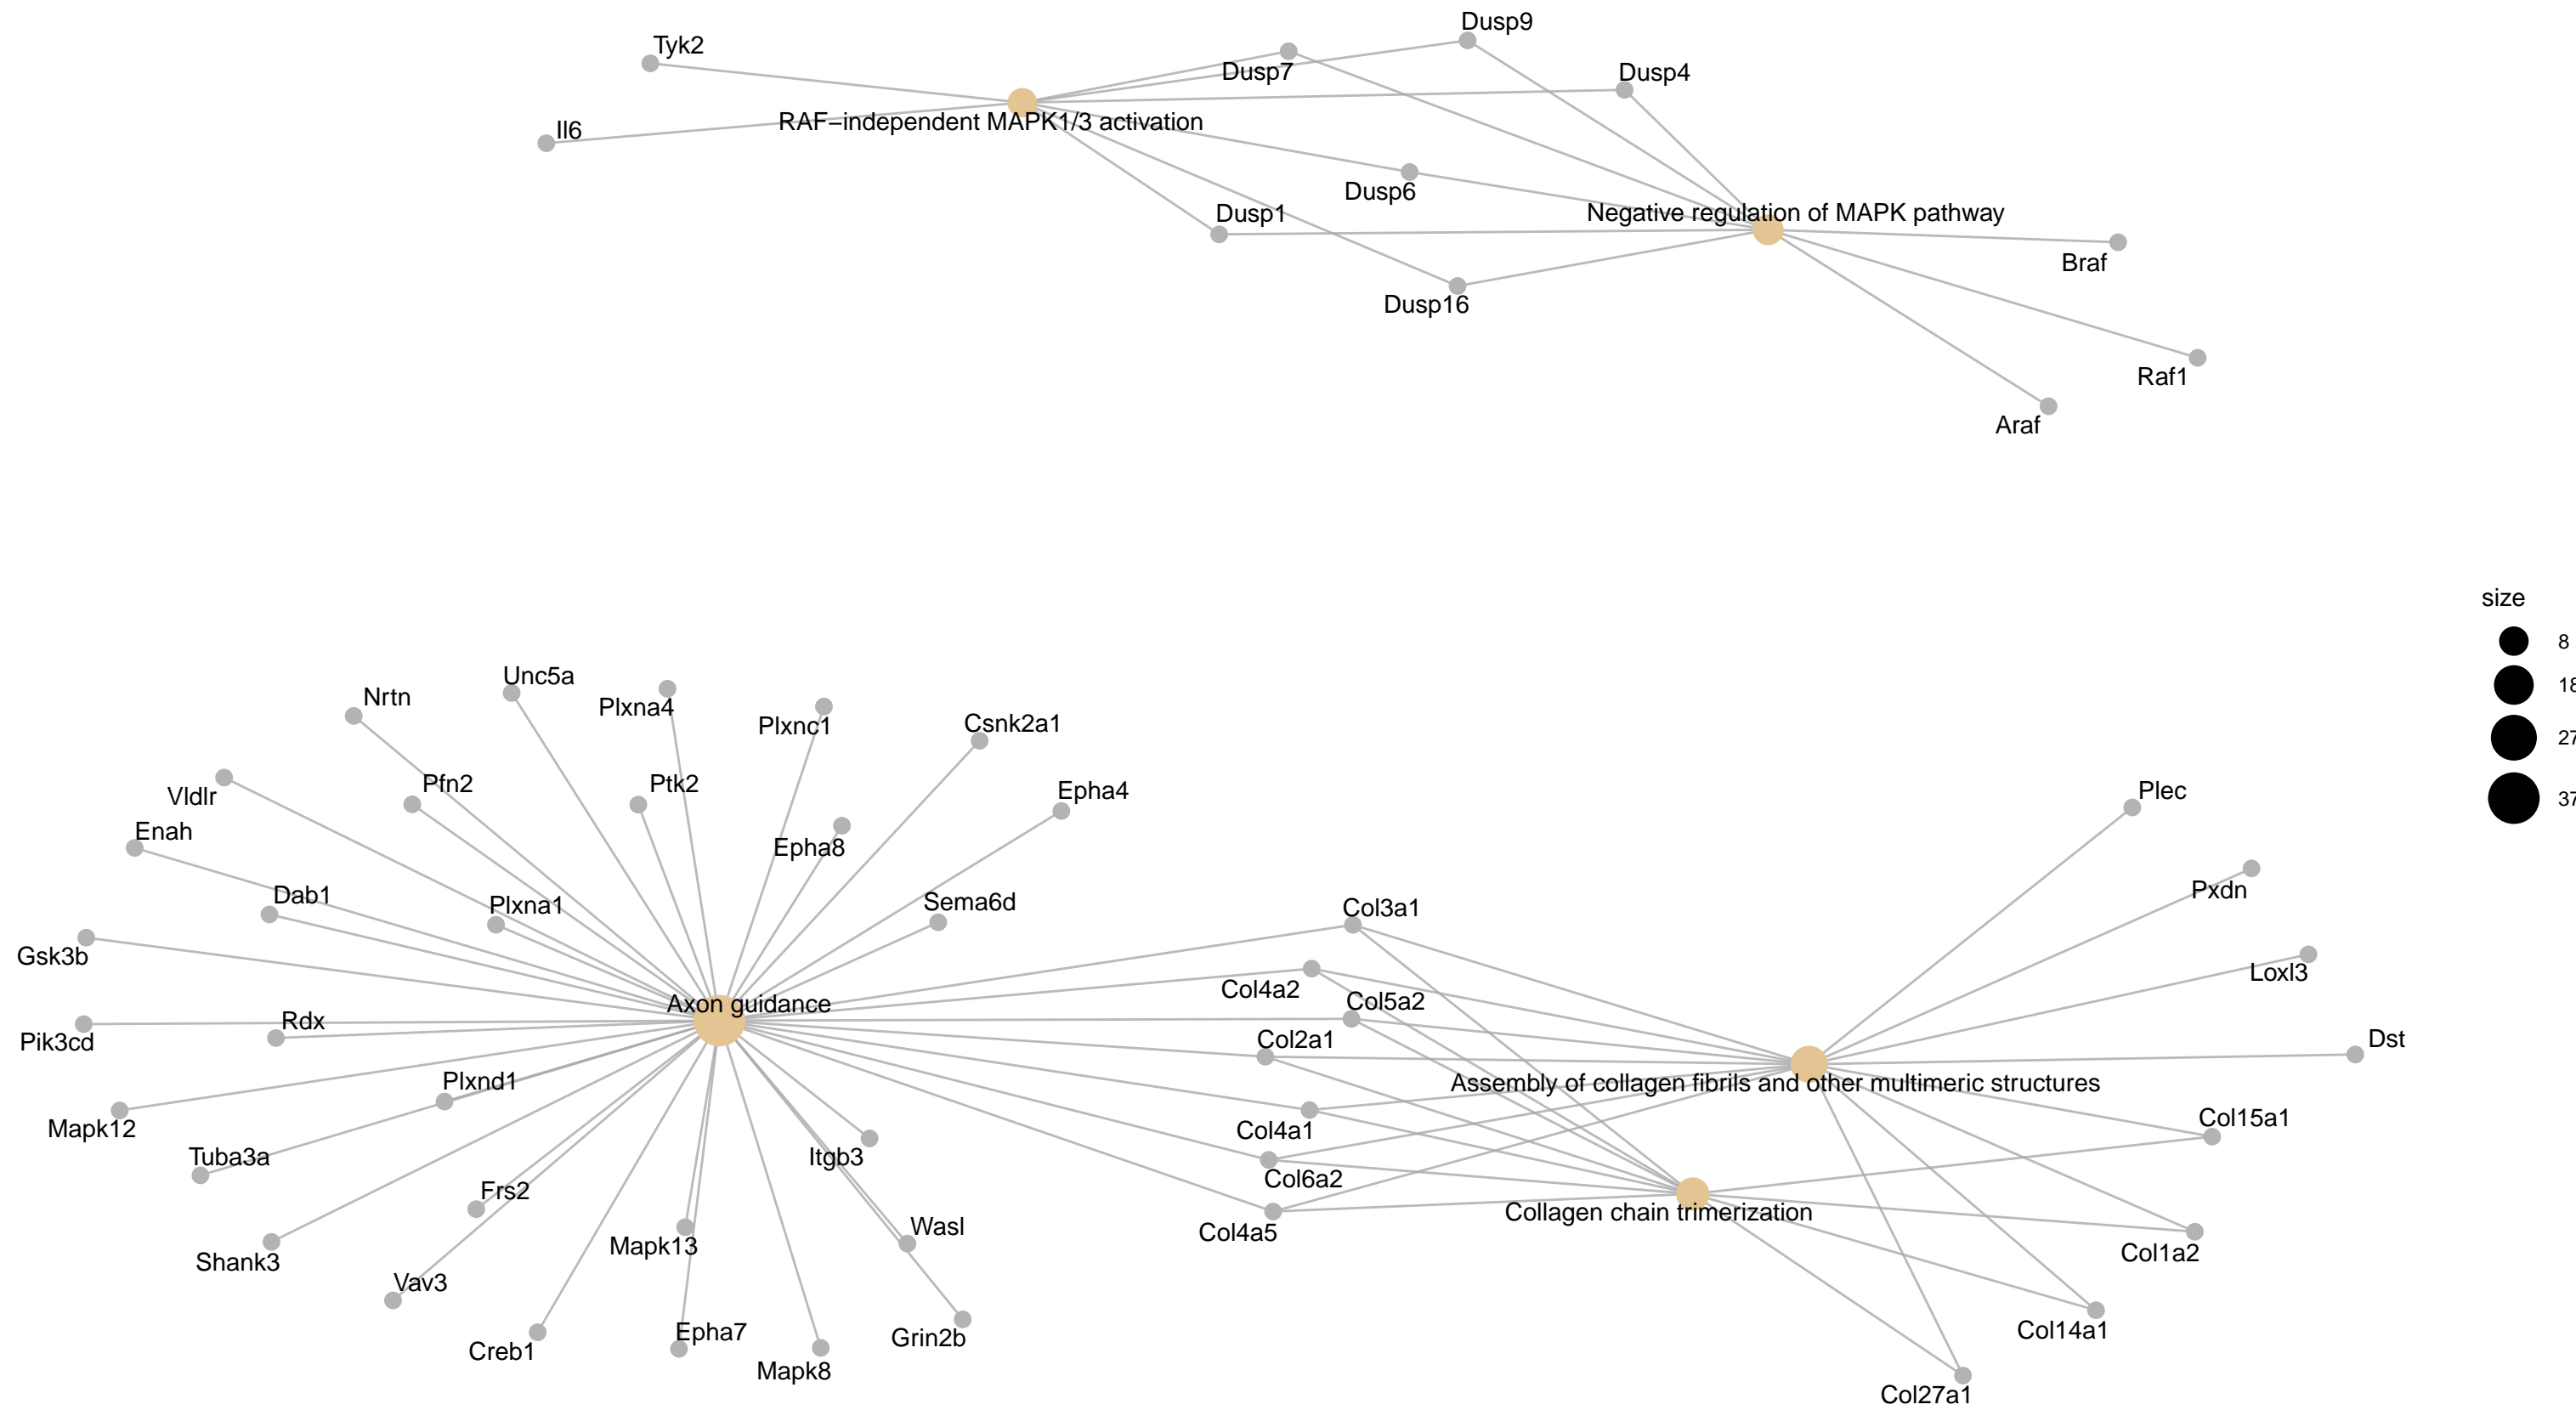 Dusp9
Tyk2
Dusp7
Dusp4
RAF−independent MAPK1/3 activation
Il6
Dusp6
Dusp1
Negative regulation of MAPK pathway
Braf
Dusp16
Raf1
Araf
size
8
18
27
37
Unc5a
Nrtn
Plxna4
Plxnc1
Csnk2a1
Vldlr
Pfn2
Ptk2
Epha4
Plec
Enah
Epha8
Dab1
Plxna1
Sema6d
Col3a1
Pxdn
Gsk3b
Col4a2
Loxl3
Axon guidance
Col5a2
Pik3cd
Rdx
Col2a1
Dst
Plxnd1
Assembly of collagen fibrils and other multimeric structures
Mapk12
Col4a1
Col15a1
Tuba3a
Itgb3
Col6a2
Frs2
Collagen chain trimerization
Shank3
Mapk13
Wasl
Col4a5
Col1a2
Vav3
Creb1
Epha7
Mapk8
Grin2b
Col14a1
Col27a1